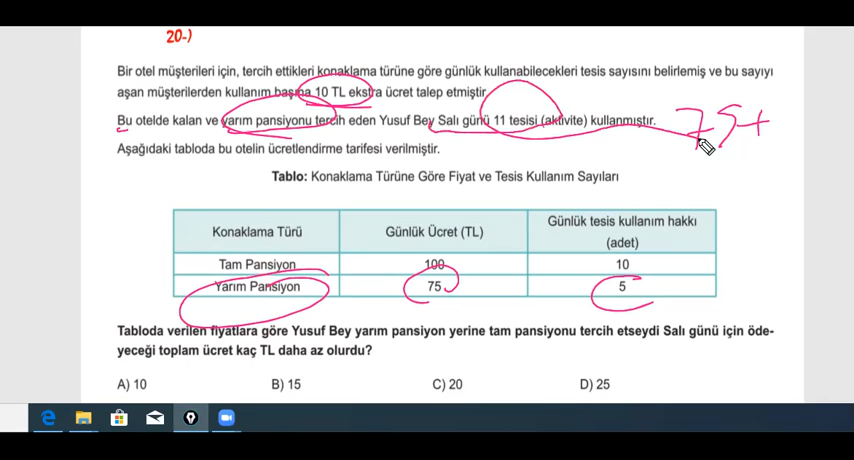 20-)
Bir otel müşterileri için, tercih ettikleri konaklama türüne göre günlük kullanabilecekleri tesis sayısını belirlemiş ve bu sayıyı
aşan müşterilerden kullanım başına 10 TL ekstra ücret talep etmiştir.
Bu otelde kalan ve yarım pansiyonu tercih eden Yusuf Bey Salı günü 11 tesisi (aktivite) kullanmıştır.
75+
Aşağıdaki tabloda bu otelin ücretlendirme tarifesi verilmiştir.
Tablo: Konaklama Türüne Göre Fiyat ve Tesis Kullanım Sayıları
Konaklama Türü Günlük Ücret (TL) Günlük tesis kullanım hakkı
(adet)
Tam Pansiyon 100 10
Yarım Pansiyon 75 5
Tabloda verilen fiyatlara göre Yusuf Bey yarım pansiyon yerine tam pansiyonu tercih etseydi Salı günü için öde-
yeceği toplam ücret kaç TL daha az olurdu?
A) 10 B) 15 C) 20 D) 25